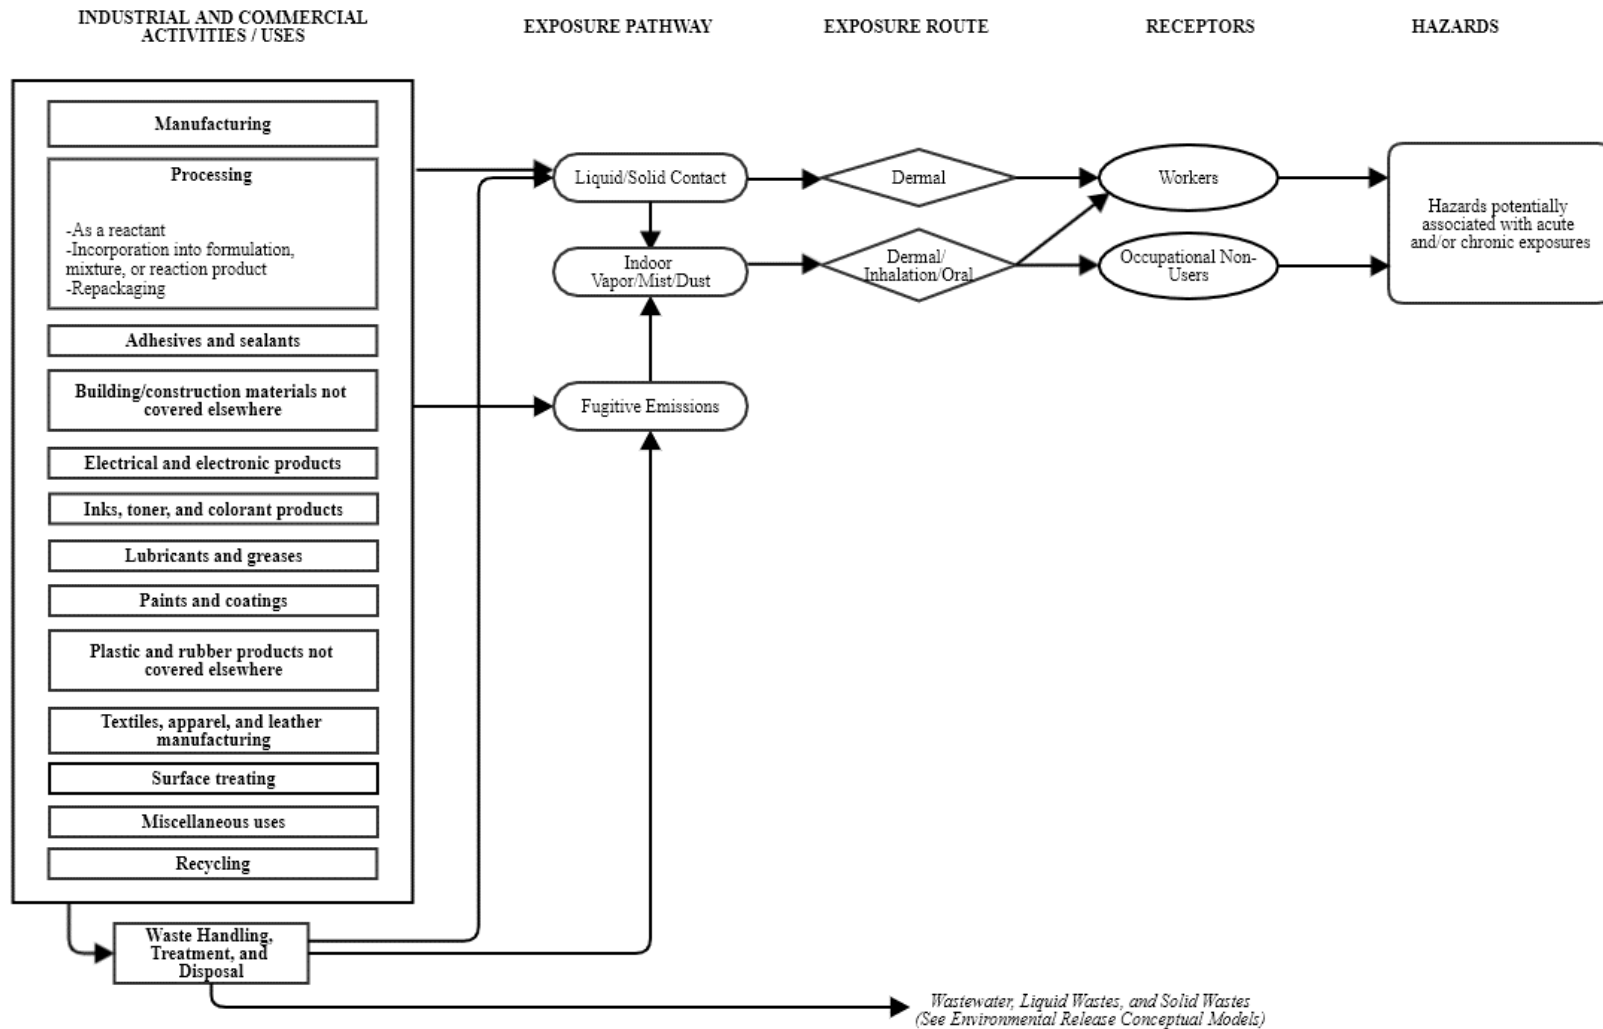 INDUSTRIAL AND COMMERCIAL
ACTIVITIES / USES
EXPOSURE PATHWAY
EXPOSURE ROUTE
RECEPTORS
HAZARDS
Manufacturing
Processing
-As a reactant
-Incorporation into formulation,
mixture, or reaction product
-Repackaging
Adhesives and sealants
Building/construction materials not
covered elsewhere
Electrical and electronic products
Inks, toner, and colorant products
Lubricants and greases
Paints and coatings
Plastic and rubber products not
covered elsewhere
Textiles, apparel, and leather
manufacturing
Surface treating
Miscellaneous uses
Recycling
Waste Handling,
Treatment, and
Disposal
Liquid/Solid Contact
Indoor
Vapor/Mist/Dust
Fugitive Emissions
Dermal
Dermal/
Inhalation/Oral
Workers
Occupational Non-
Users
Hazards potentially
associated with acute
and/or chronic exposures
Wastewater, Liquid Wastes, and Solid Wastes
(See Environmental Release Conceptual Models)